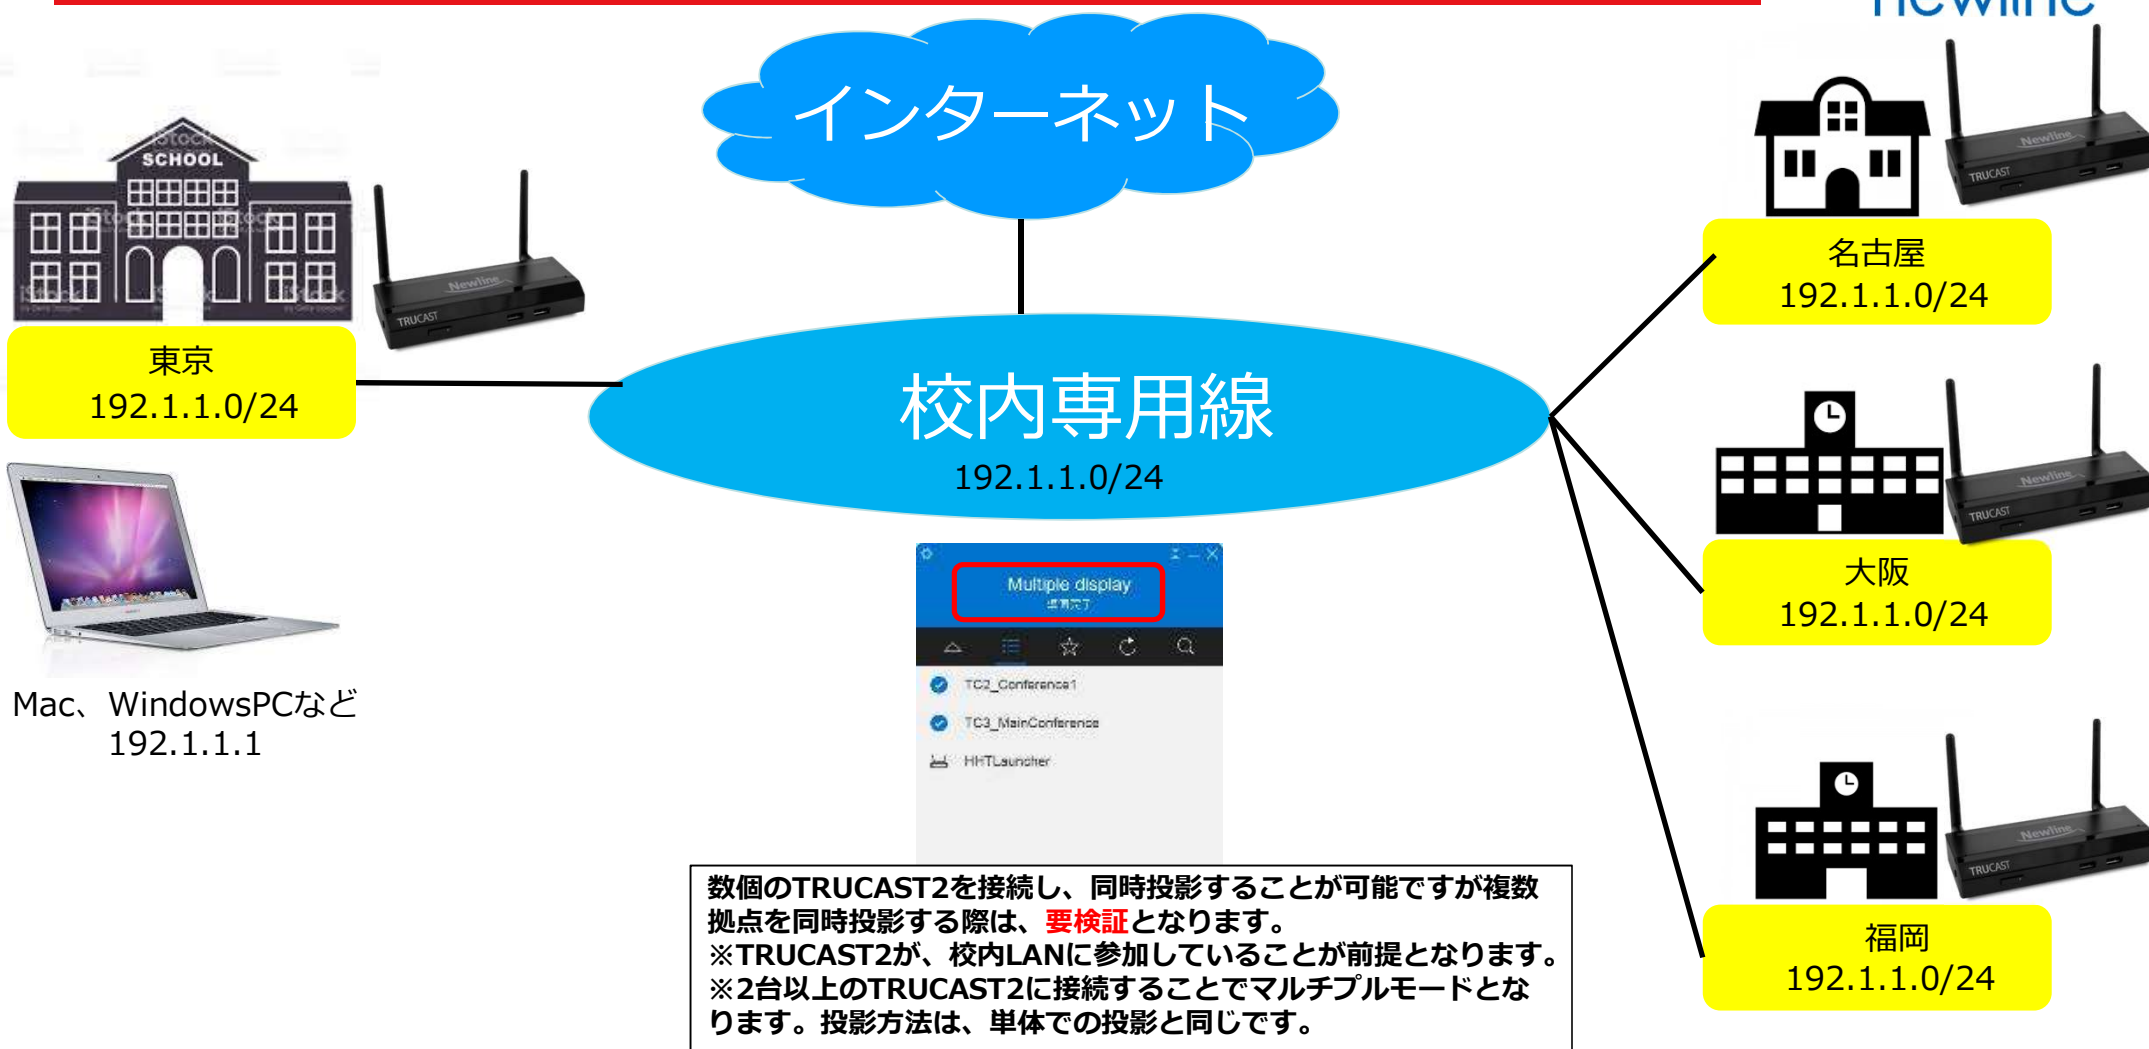 newline
インターネット
SCHOOL
Newline
TRUCAST
東京
192.1.1.0/24
校内専用線
192.1.1.0/24
Newline
TRUCAST
名古屋
192.1.1.0/24
Newline
TRUCAST
大阪
192.1.1.0/24
Newline
TRUCAST
福岡
192.1.1.0/24
Mac、WindowsPCなど
192.1.1.1
Multiple display
TC2_Conference1
TC3_MainConference
HHTLauncher
数個のTRUCAST2を接続し、同時投影することが可能ですが複数
拠点を同時投影する際は、要検証となります。
※TRUCAST2が、校内LANに参加していることが前提となります。
※2台以上のTRUCAST2に接続することでマルチプルモードとな
ります。投影方法は、単体での投影と同じです。